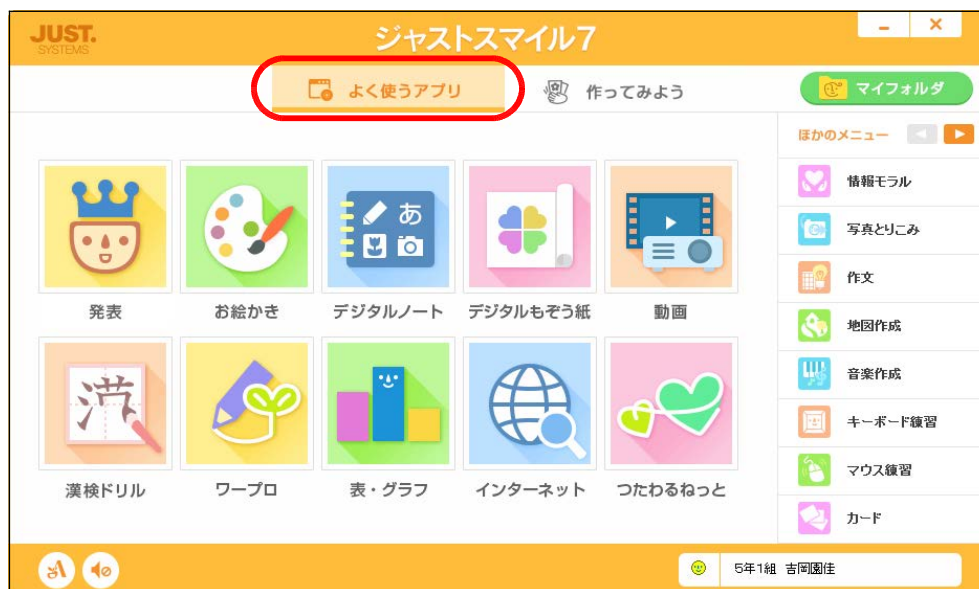 JUST.
SYSTEMS
ジャストスマイル7
よく使うアプリ
作ってみよう
マイフォルダ
ほかのメニュー
発表
お絵かき
あ
デジタルノート
デジタルもぞう紙
動画
漢
漢検ドリル
ワープロ
表・グラフ
インターネット
つたわるねっと
情報モラル
写真とりこみ
作文
地図作成
音楽作成
キーボード練習
マウス練習
カード
5年1組 吉岡園佳